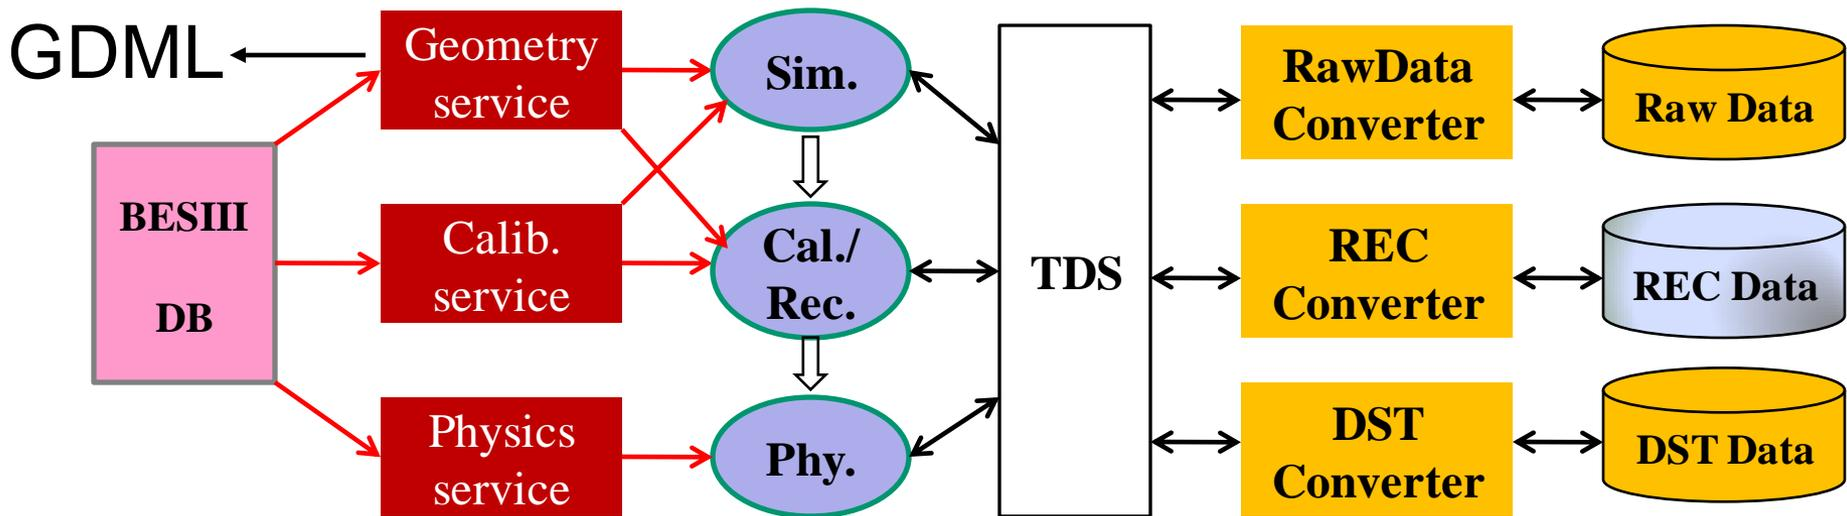 GDML
Geometry
service
Sim.
RawData
Converter
Raw Data
BESIII
DB
Calib.
service
Cal./
Rec.
TDS
REC
Converter
REC Data
Physics
service
Phy.
DST
Converter
DST Data